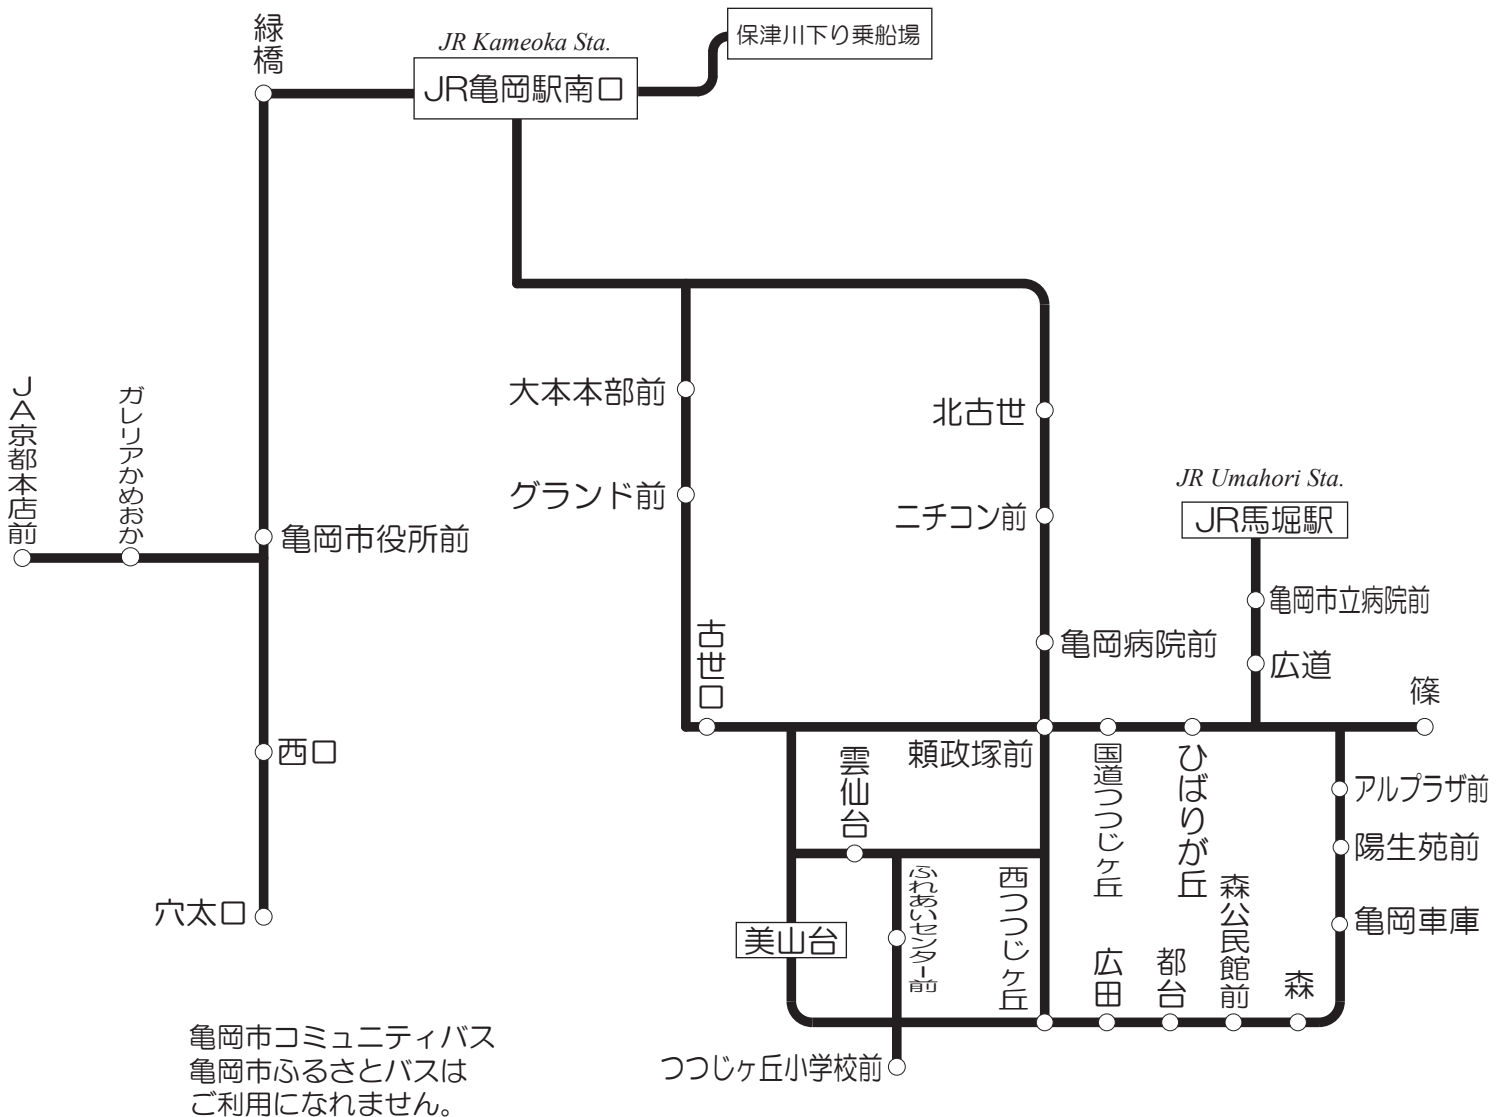 緑橋
JR Kameoka Sta.
JR亀岡駅南口
保津川下り乗船場
大本本部前
グランド前
古世口
北古世
ニチコン前
亀岡病院前
頼政塚前
JR Umahori Sta.
JR馬堀駅
亀岡市立病院前
広道
篠
JA京都本店前
ガレリアかめおか
亀岡市役所前
西口
穴太口
雲仙台
国道つつじヶ丘
ひばりが丘
アルプラザ前
陽生苑前
亀岡車庫
美山台
ふれあいセンター前
西つつじヶ丘
広田
都台
森公民館前
森
つつじヶ丘小学校前
亀岡市コミュニティバス
亀岡市ふるさとバスは
ご利用になれません。